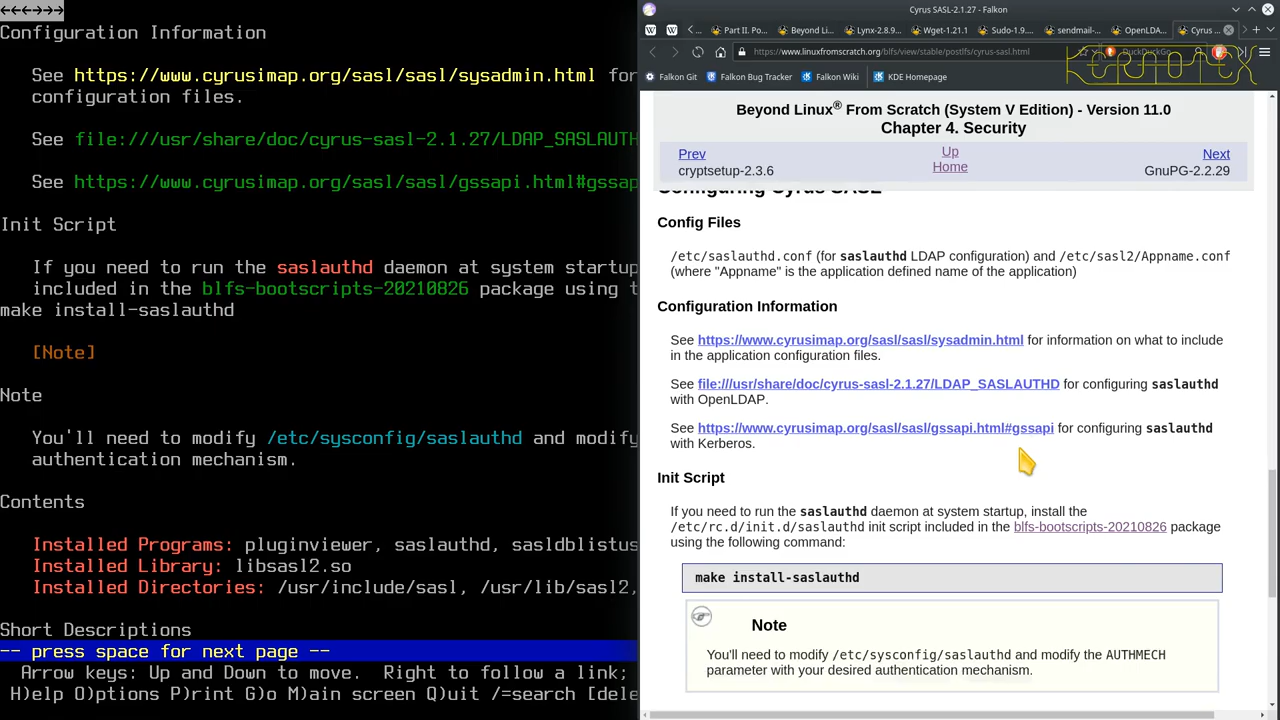 ←←←→→→
Configuration Information
See https://www.cyrusimap.org/sasl/sasl/sysadmin.html for
configuration files.
See file:///usr/share/doc/cyrus-sasl-2.1.27/LDAP_SASLAUTH
See https://www.cyrusimap.org/sasl/sasl/gssapi.html#gssap
Init Script
If you need to run the saslauthd daemon at system startup,
included in the blfs-bootscripts-20210826 package using t
make install-saslauthd
[Note]
Note
You'll need to modify /etc/sysconfig/saslauthd and modify
authentication mechanism.
Contents
Installed Programs: pluginviewer, saslauthd, sasldblistus
Installed Library: libsasl2.so
Installed Directories: /usr/include/sasl, /usr/lib/sasl2,
Short Descriptions
-- press space for next page --
Arrow keys: Up and Down to move. Right to follow a link;
H)elp O)ptions P)rint G)o M)ain screen Q)uit /=search [dele
Cyrus SASL-2.1.27 - Falkon
Part II. Po... Beyond Li... Lynx-2.8.9... Wget-1.21.1 Sudo-1.9... sendmail-... OpenLDA... Cyrus ...
https://www.linuxfromscratch.org/blfs/view/stable/postlfs/cyrus-sasl.html
DuckDuckGo
Falkon Git Falkon Bug Tracker Falkon Wiki KDE Homepage
Beyond Linux® From Scratch (System V Edition) - Version 11.0
Chapter 4. Security
Prev Up Next
cryptsetup-2.3.6 Home GnuPG-2.2.29
Configuring Cyrus SASL
Config Files
/etc/saslauthd.conf (for saslauthd LDAP configuration) and /etc/sasl2/Appname.conf
(where "Appname" is the application defined name of the application)
Configuration Information
See https://www.cyrusimap.org/sasl/sasl/sysadmin.html for information on what to include
in the application configuration files.
See file:///usr/share/doc/cyrus-sasl-2.1.27/LDAP_SASLAUTHD for configuring saslauthd
with OpenLDAP.
See https://www.cyrusimap.org/sasl/sasl/gssapi.html#gssapi for configuring saslauthd
with Kerberos.
Init Script
If you need to run the saslauthd daemon at system startup, install the
/etc/rc.d/init.d/saslauthd init script included in the blfs-bootscripts-20210826 package
using the following command:
make install-saslauthd
Note
You'll need to modify /etc/sysconfig/saslauthd and modify the AUTHMECH
parameter with your desired authentication mechanism.